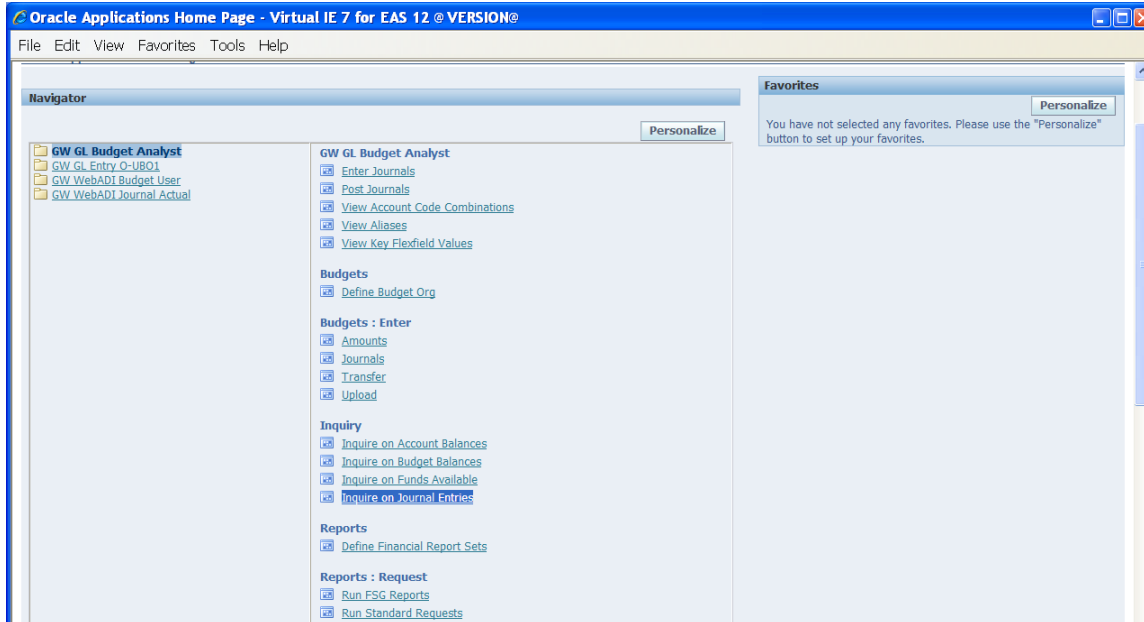 Oracle Applications Home Page - Virtual IE 7 for EAS 12 @ VERSION@
File Edit View Favorites Tools Help
Navigator
Personalize
GW GL Budget Analyst
GW GL Entry O-UBO1
GW WebADI Budget User
GW WebADI Journal Actual
GW GL Budget Analyst
Enter Journals
Post Journals
View Account Code Combinations
View Aliases
View Key Flexfield Values
Budgets
Define Budget Org
Budgets : Enter
Amounts
Journals
Transfer
Upload
Inquiry
Inquire on Account Balances
Inquire on Budget Balances
Inquire on Funds Available
Inquire on Journal Entries
Reports
Define Financial Report Sets
Reports : Request
Run FSG Reports
Run Standard Requests
Favorites
Personalize
You have not selected any favorites. Please use the "Personalize"
button to set up your favorites.